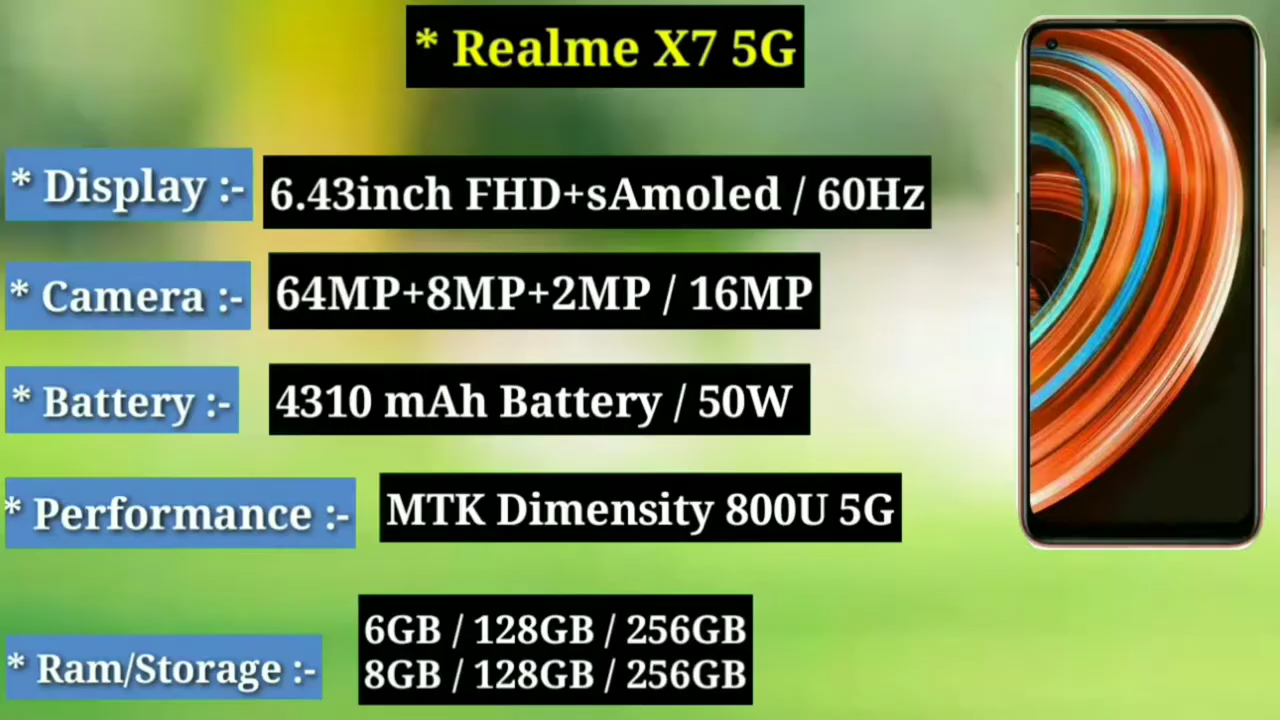 * Realme X7 5G
* Display :- 6.43inch FHD+sAmoled / 60Hz
* Camera :- 64MP+8MP+2MP / 16MP
* Battery :- 4310 mAh Battery / 50W
* Performance :- MTK Dimensity 800U 5G
* Ram/Storage :- 6GB / 128GB / 256GB
8GB / 128GB / 256GB